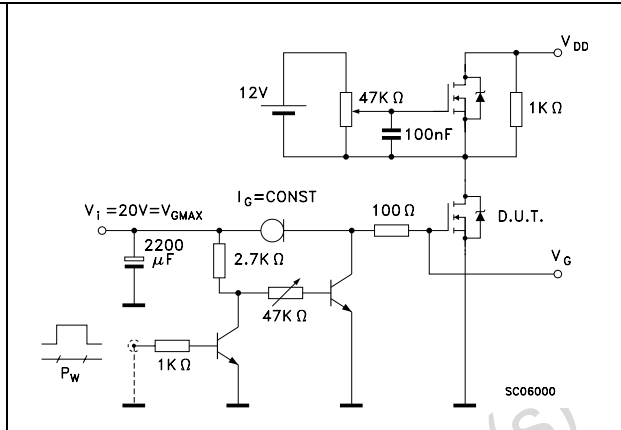 V_DD
12V
47KΩ
1KΩ
100nF
V_i =20V=V_GMAX
I_G=CONST
100Ω
D.U.T.
2200
μF
2.7KΩ
V_G
47KΩ
1KΩ
P_W
SC06000